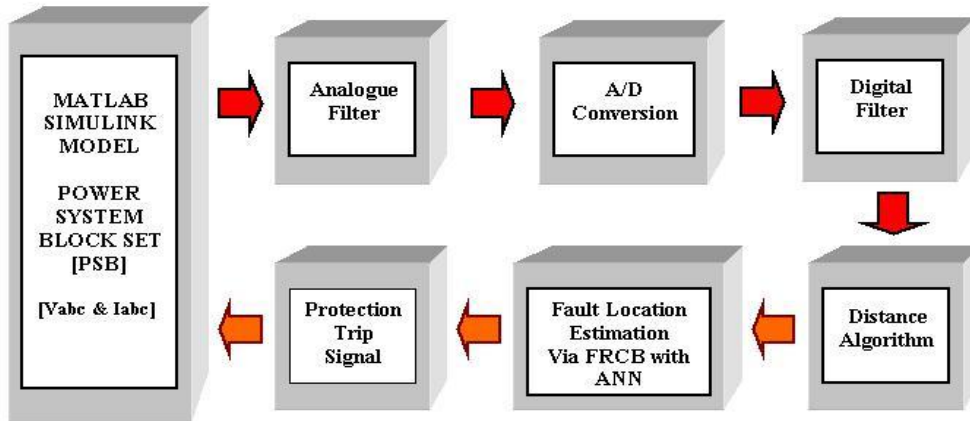 MATLAB
SIMULINK
MODEL
POWER
SYSTEM
BLOCK SET
[PSB]
[Vabc & Iabc]
Analogue
Filter
A/D
Conversion
Digital
Filter
Protection
Trip
Signal
Fault Location
Estimation
Via FRCB with
ANN
Distance
Algorithm